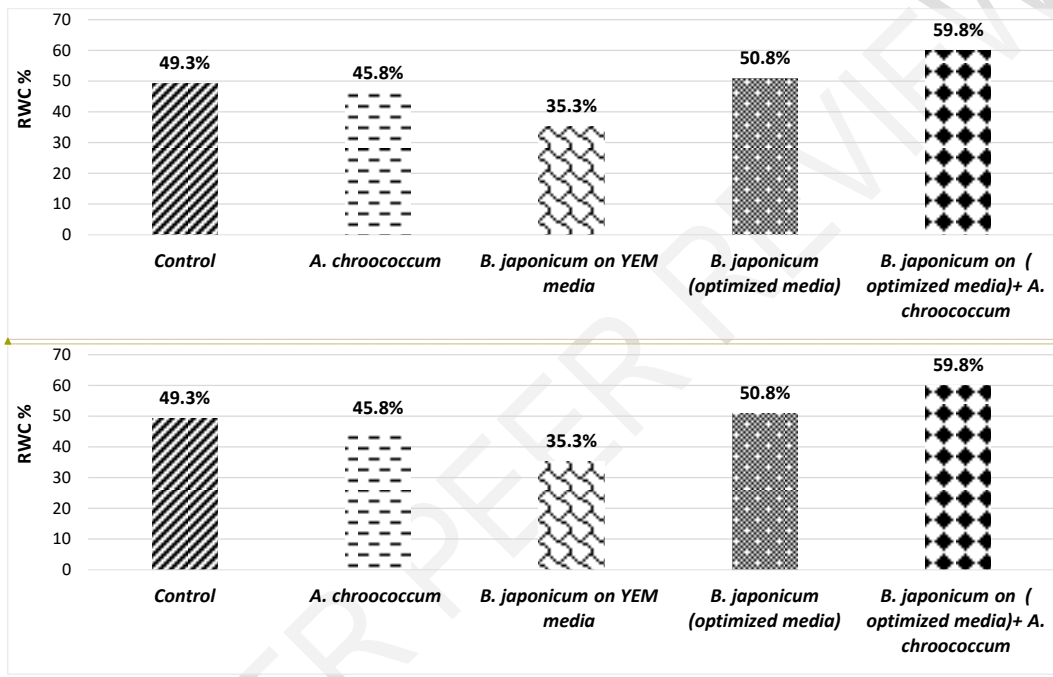 70
60
50
40
30
20
10
0
RWC %
49.3%
45.8%
35.3%
50.8%
59.8%
Control
A. chroococcum
B. japonicum on YEM
media
B. japonicum
(optimized media)
B. japonicum on (
optimized media)+ A.
chroococcum
70
60
50
40
30
20
10
0
RWC %
49.3%
45.8%
35.3%
50.8%
59.8%
Control
A. chroococcum
B. japonicum on YEM
media
B. japonicum
(optimized media)
B. japonicum on (
optimized media)+ A.
chroococcum
ER PEER REVIEW